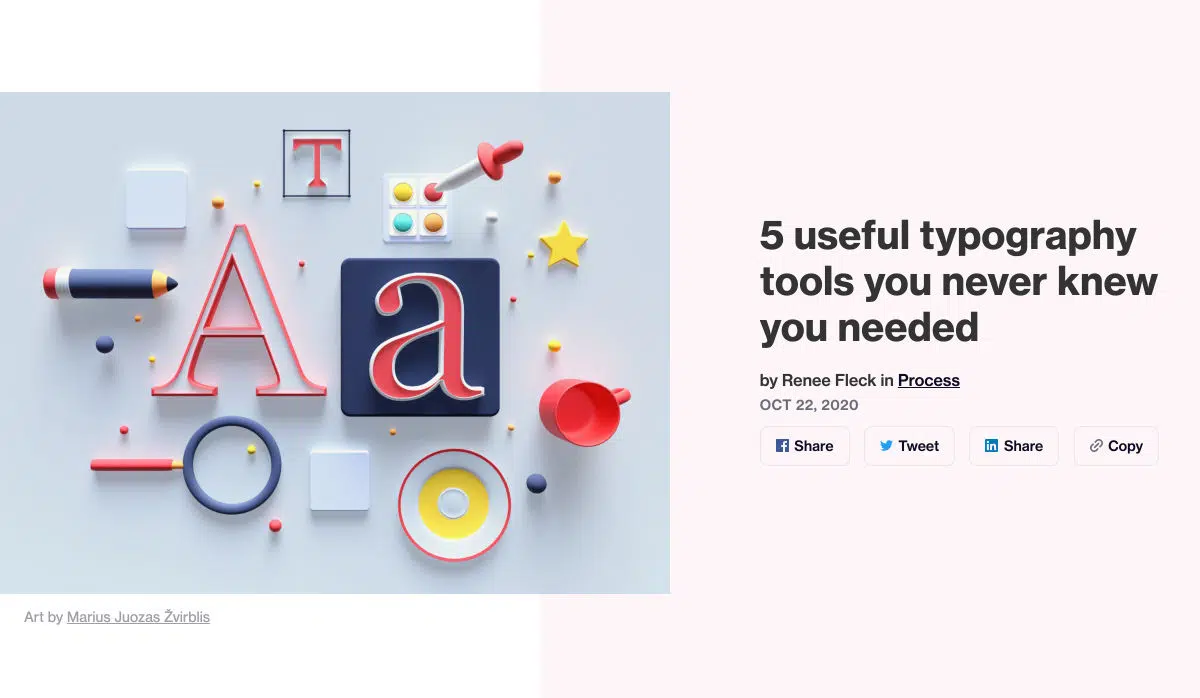 T
A a
Art by Marius Juozas Žvirblis
5 useful typography
tools you never knew
you needed
by Renee Fleck in Process
OCT 22, 2020
Share Tweet Share Copy